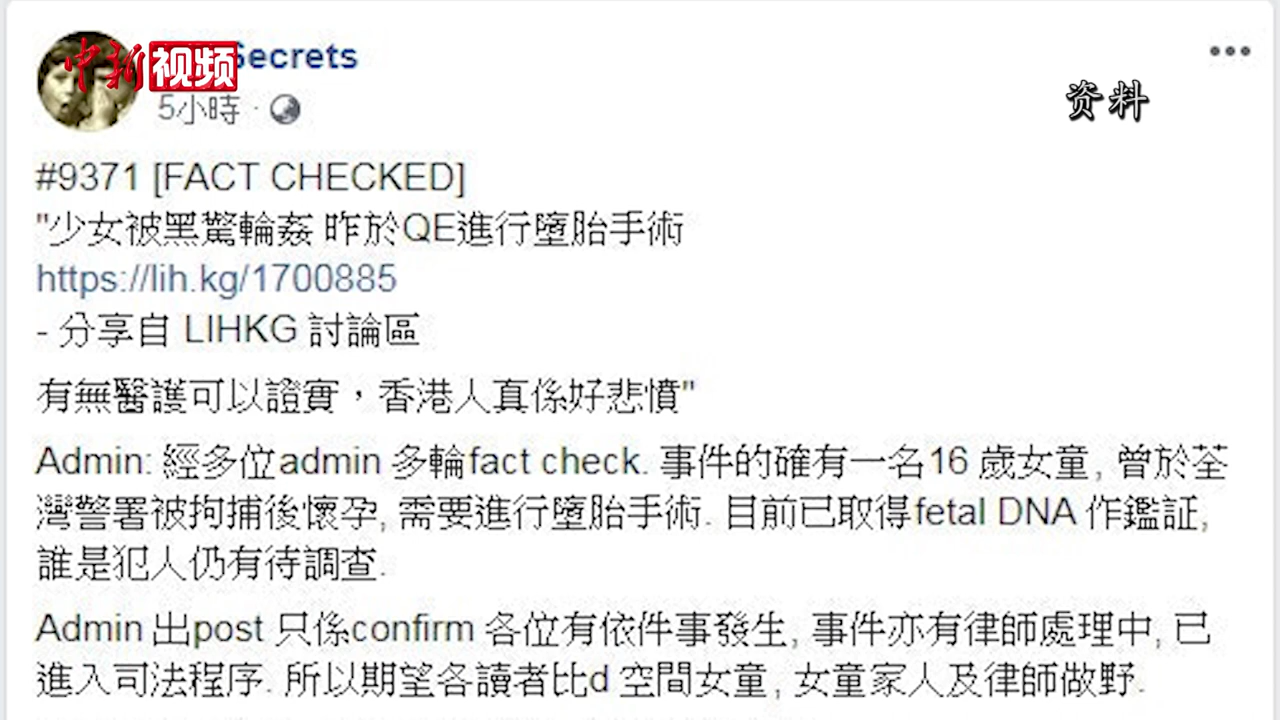 中新视频
Secrets
5小時
资料
#9371 [FACT CHECKED]
"少女被黑驚輪姦 昨於QE進行墮胎手術
https://lih.kg/1700885
- 分享自 LIHKG 討論區
有無醫護可以證實，香港人真係好悲憤"
Admin: 經多位admin 多輪fact check. 事件的確有一名16 歲女童, 曾於荃
灣警署被拘捕後懷孕, 需要進行墮胎手術. 目前已取得fetal DNA 作鑑証,
誰是犯人仍有待調查.
Admin 出post 只係confirm 各位有依件事發生, 事件亦有律師處理中, 已
進入司法程序. 所以期望各讀者比d 空間女童, 女童家人及律師做野.